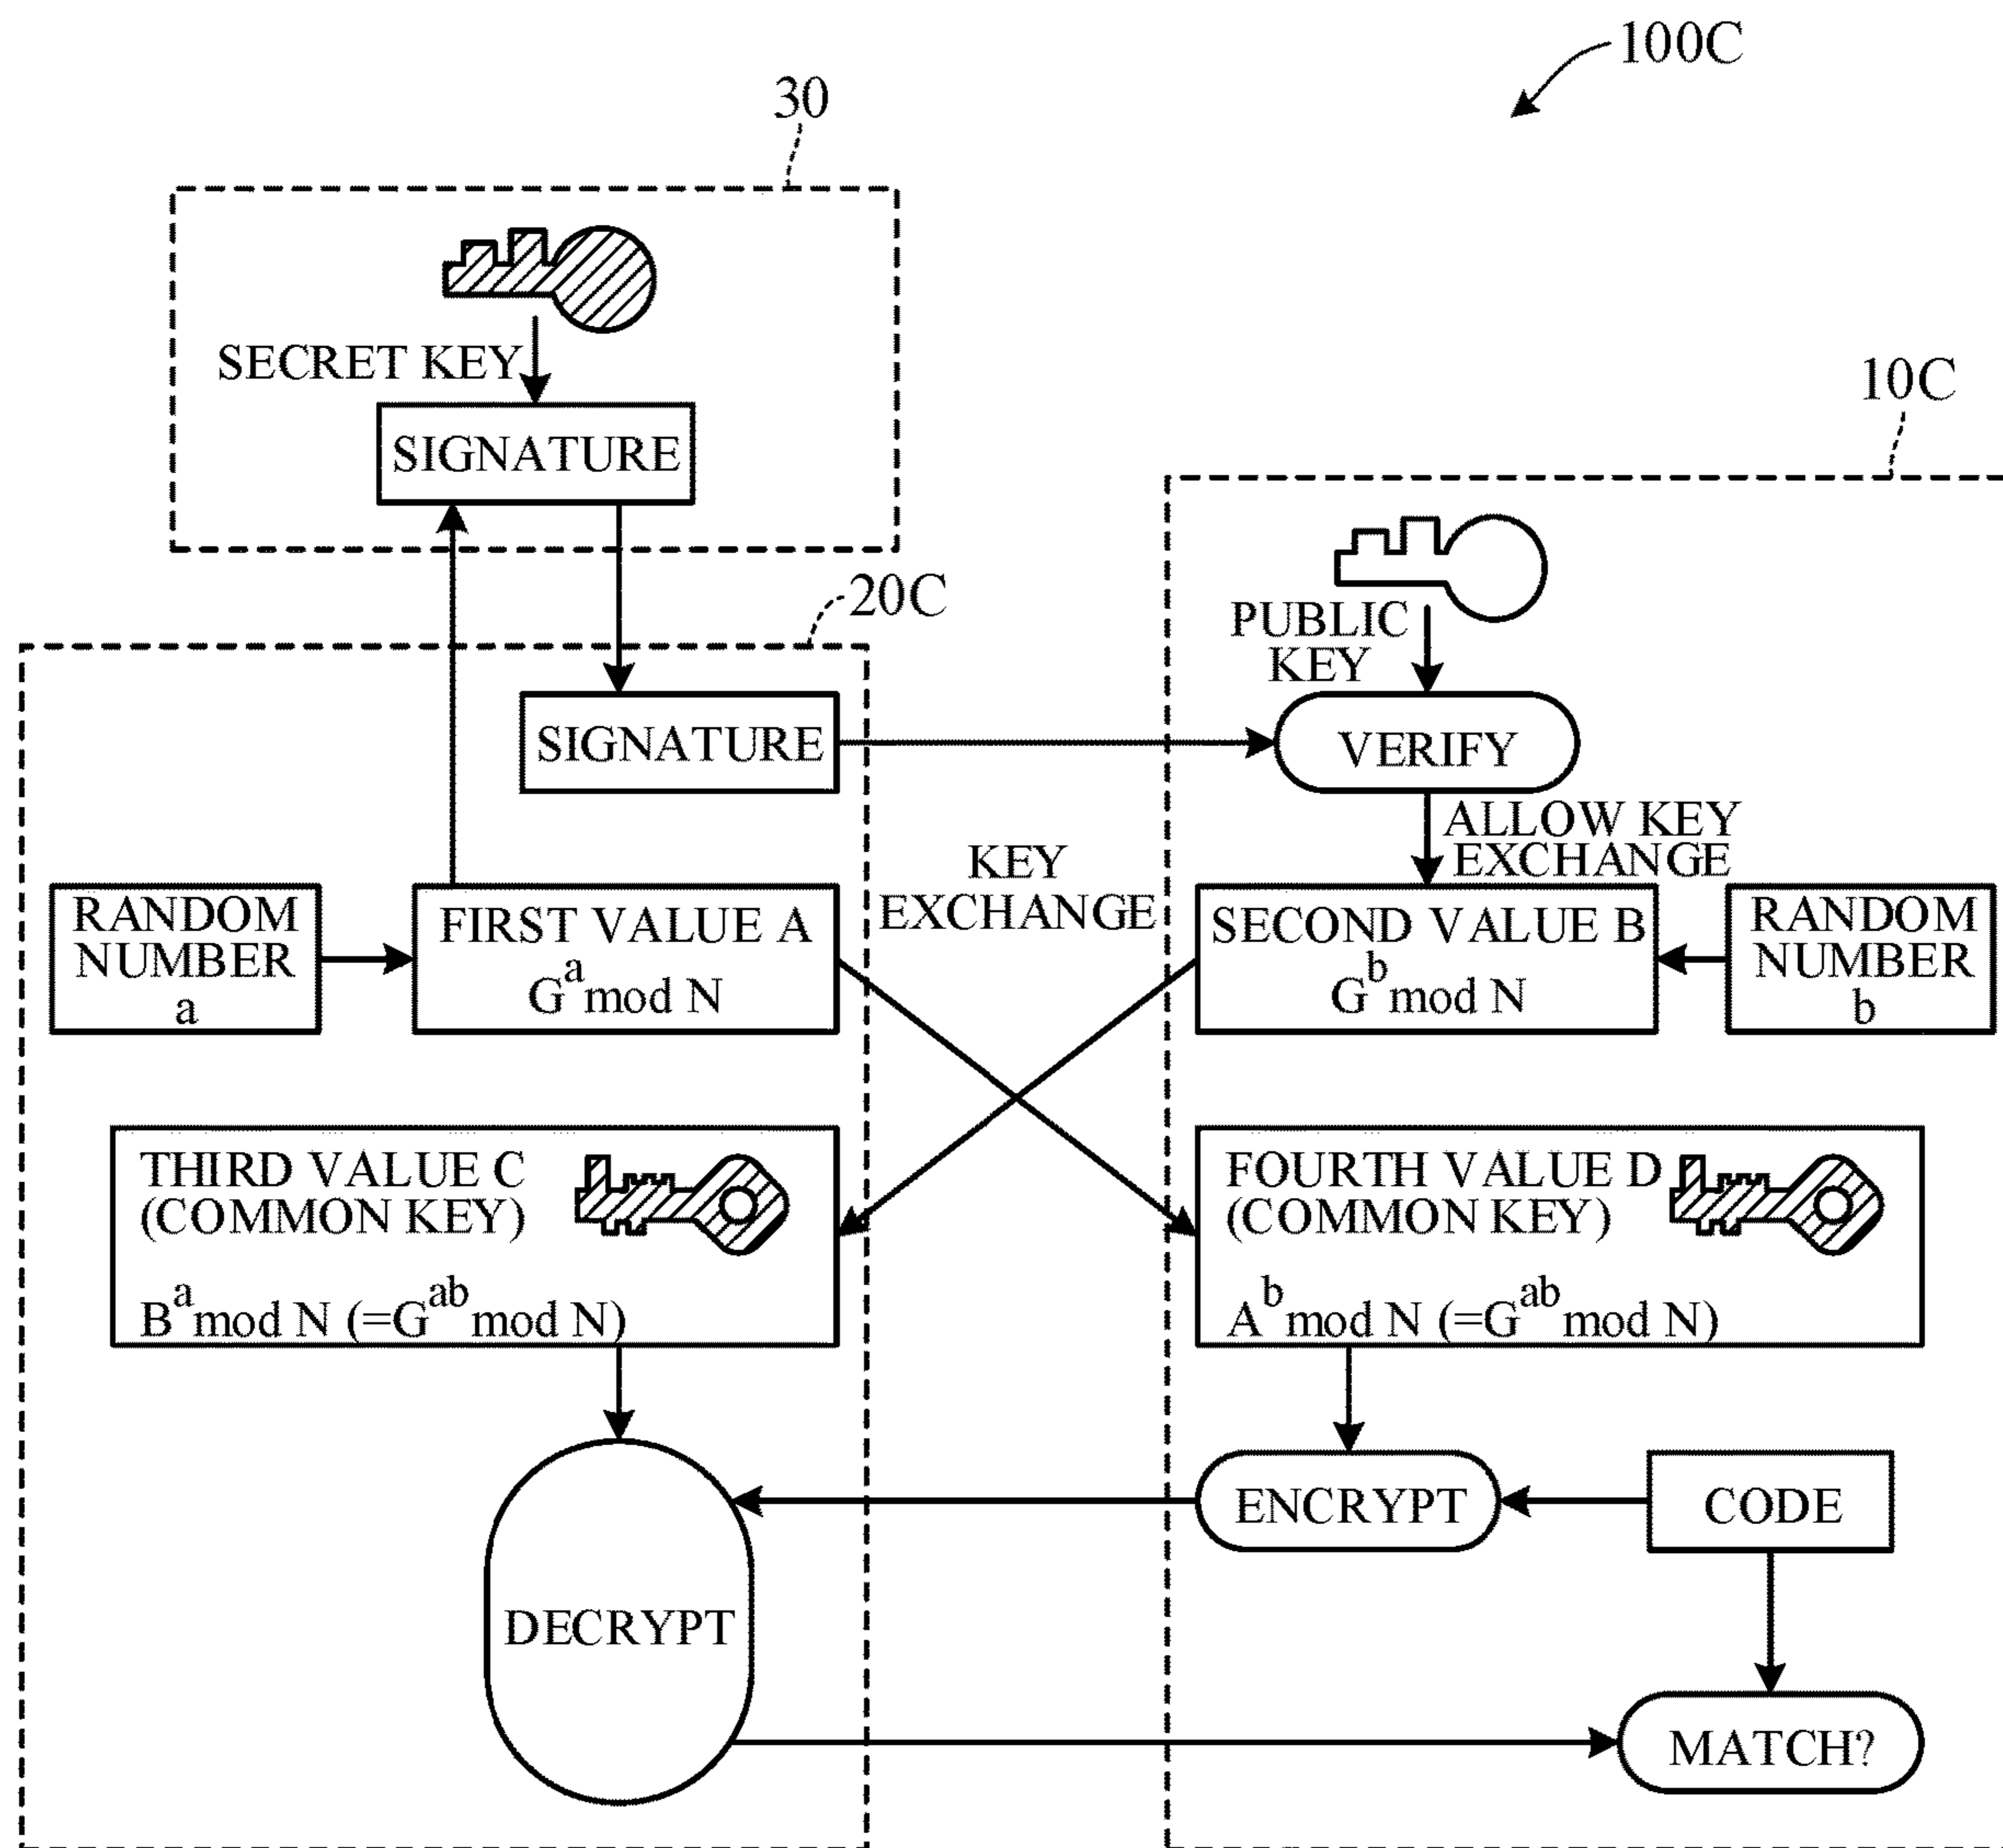 100C
30
SECRET KEY
SIGNATURE
10C
20C
PUBLIC
KEY
SIGNATURE
VERIFY
ALLOW KEY
EXCHANGE
KEY
EXCHANGE
RANDOM
NUMBER
a
FIRST VALUE A
G^a mod N
SECOND VALUE B
G^b mod N
RANDOM
NUMBER
b
THIRD VALUE C
(COMMON KEY)
B^a mod N (=G^ab mod N)
FOURTH VALUE D
(COMMON KEY)
A^b mod N (=G^ab mod N)
ENCRYPT
CODE
DECRYPT
MATCH?